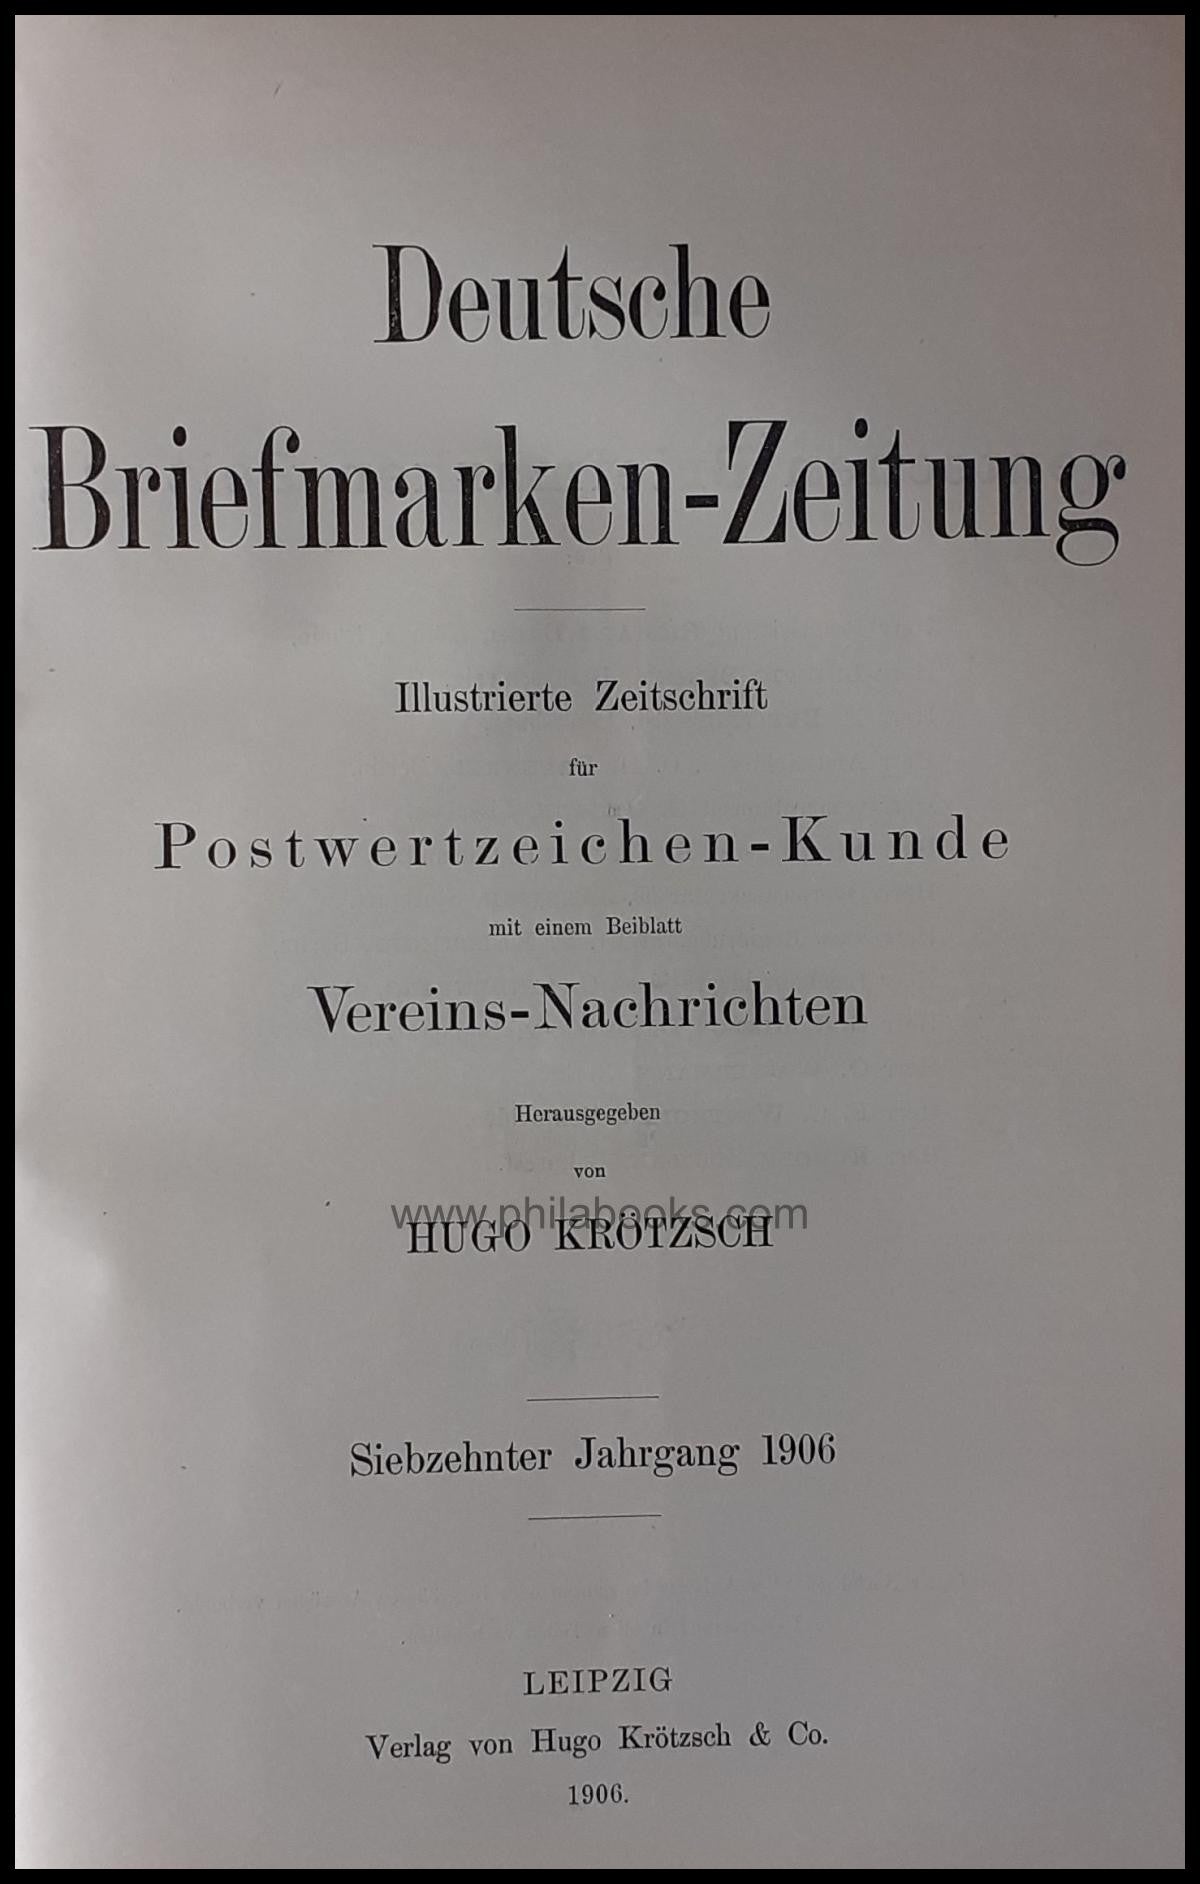 Deutsche
Briefmarken-Zeitung
Illustrierte Zeitschrift
für
Postwertzeichen-Kunde
mit einem Beiblatt
Vereins-Nachrichten
Herausgegeben
von
www.philabooks.com
HUGO KRÖTZSCH
Siebzehnter Jahrgang 1906
LEIPZIG
Verlag von Hugo Krötzsch & Co.
1906.